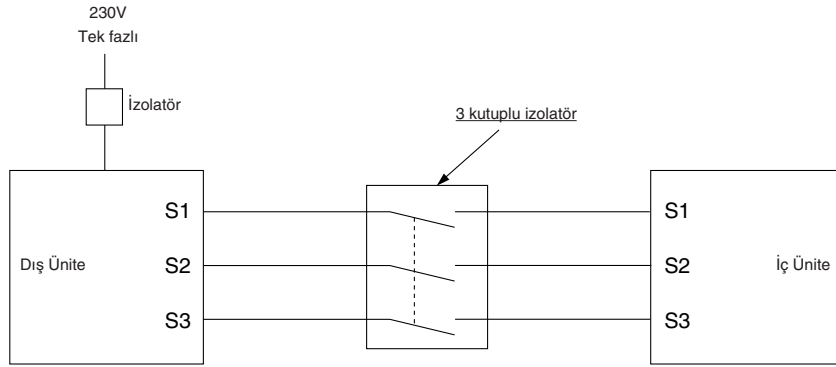 230V
Tek fazlı
İzolatör
3 kutuplu izolatör
S1
S1
Dış Ünite
S2
S2
İç Ünite
S3
S3